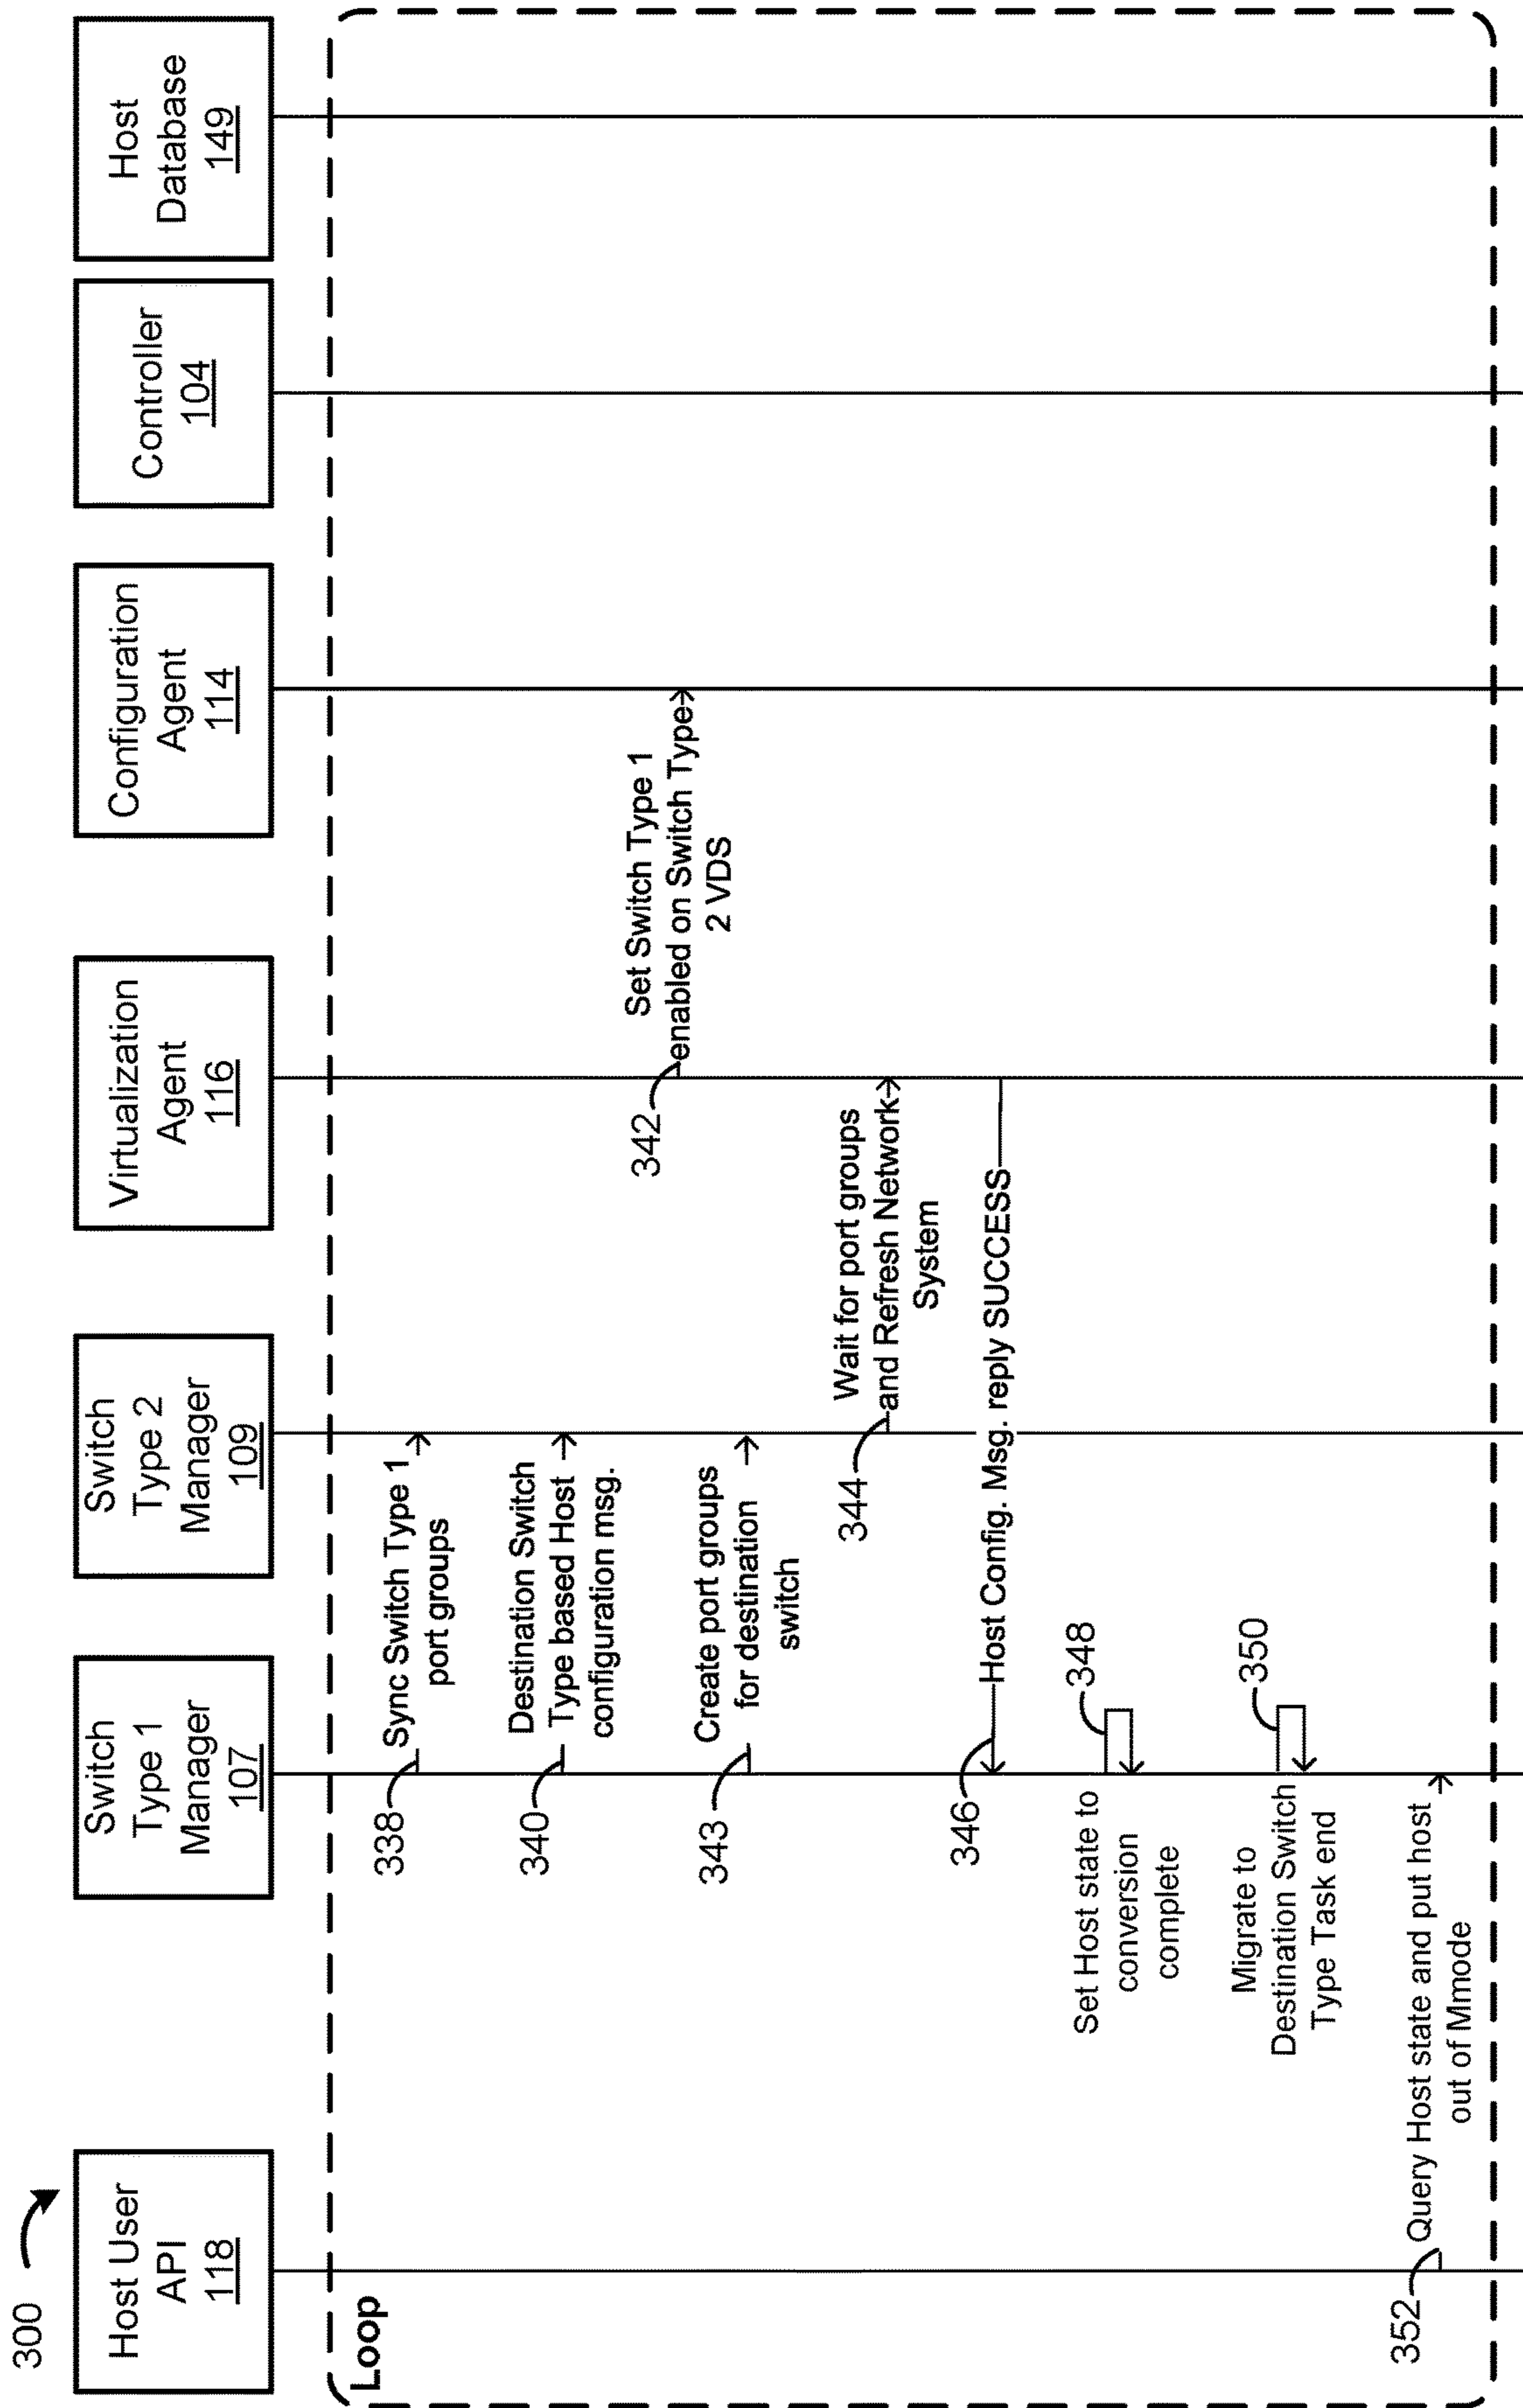 300
Host User
API
118
Switch
Type 1
Manager
107
Switch
Type 2
Manager
109
Virtualization
Agent
116
Configuration
Agent
114
Controller
104
Host
Database
149
Loop
338
Sync Switch Type 1
port groups
340
Destination Switch
Type based Host
configuration msg.
342
Set Switch Type 1
enabled on Switch Type
2 VDS
343
Create port groups
for destination
switch
344
Wait for port groups
and Refresh Network
System
346
Host Config. Msg. reply SUCCESS
348
Set Host state to
conversion
complete
350
Migrate to
Destination Switch
Type Task end
352
Query Host state and put host
out of Mmode